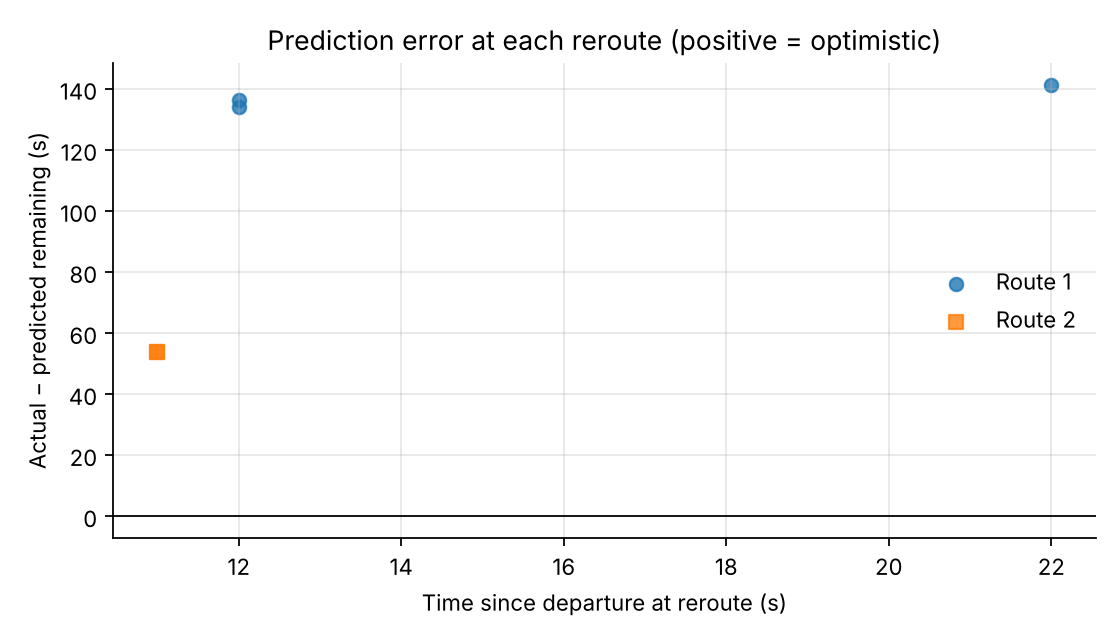 Prediction error at each reroute (positive = optimistic)
Actual − predicted remaining (s)
140
120
100
80
60
40
20
0
Route 1
Route 2
12
14
16
18
20
22
Time since departure at reroute (s)